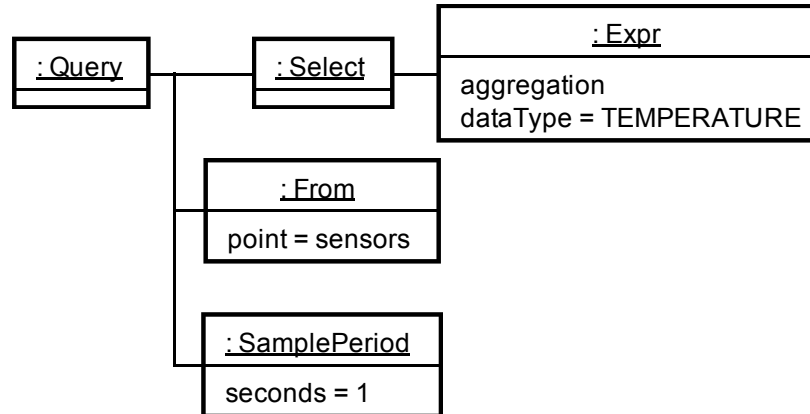 : Query
: Select
: Expr
aggregation
dataType = TEMPERATURE
: From
point = sensors
: SamplePeriod
seconds = 1